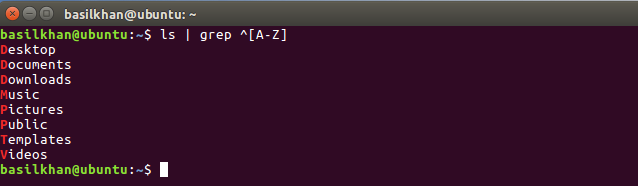 basilkhan@ubuntu: ~
basilkhan@ubuntu:~$ ls | grep ^[A-Z]
Desktop
Documents
Downloads
Music
Pictures
Public
Templates
Videos
basilkhan@ubuntu:~$